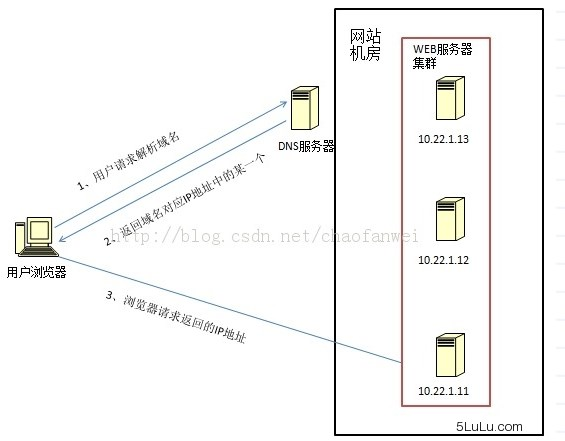 网站
机房
WEB服务器
集群
10.22.1.13
DNS服务器
1、用户请求解析域名
2、返回域名对应IP地址中的某一个
http://blog.csdn.net/chaofanwei
10.22.1.12
用户浏览器
3、浏览器请求返回的IP地址
10.22.1.11
5LuLu.com